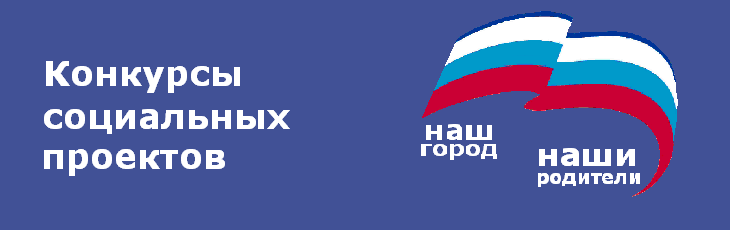 Конкурсы
социальных
проектов
наш
город
наши
родители